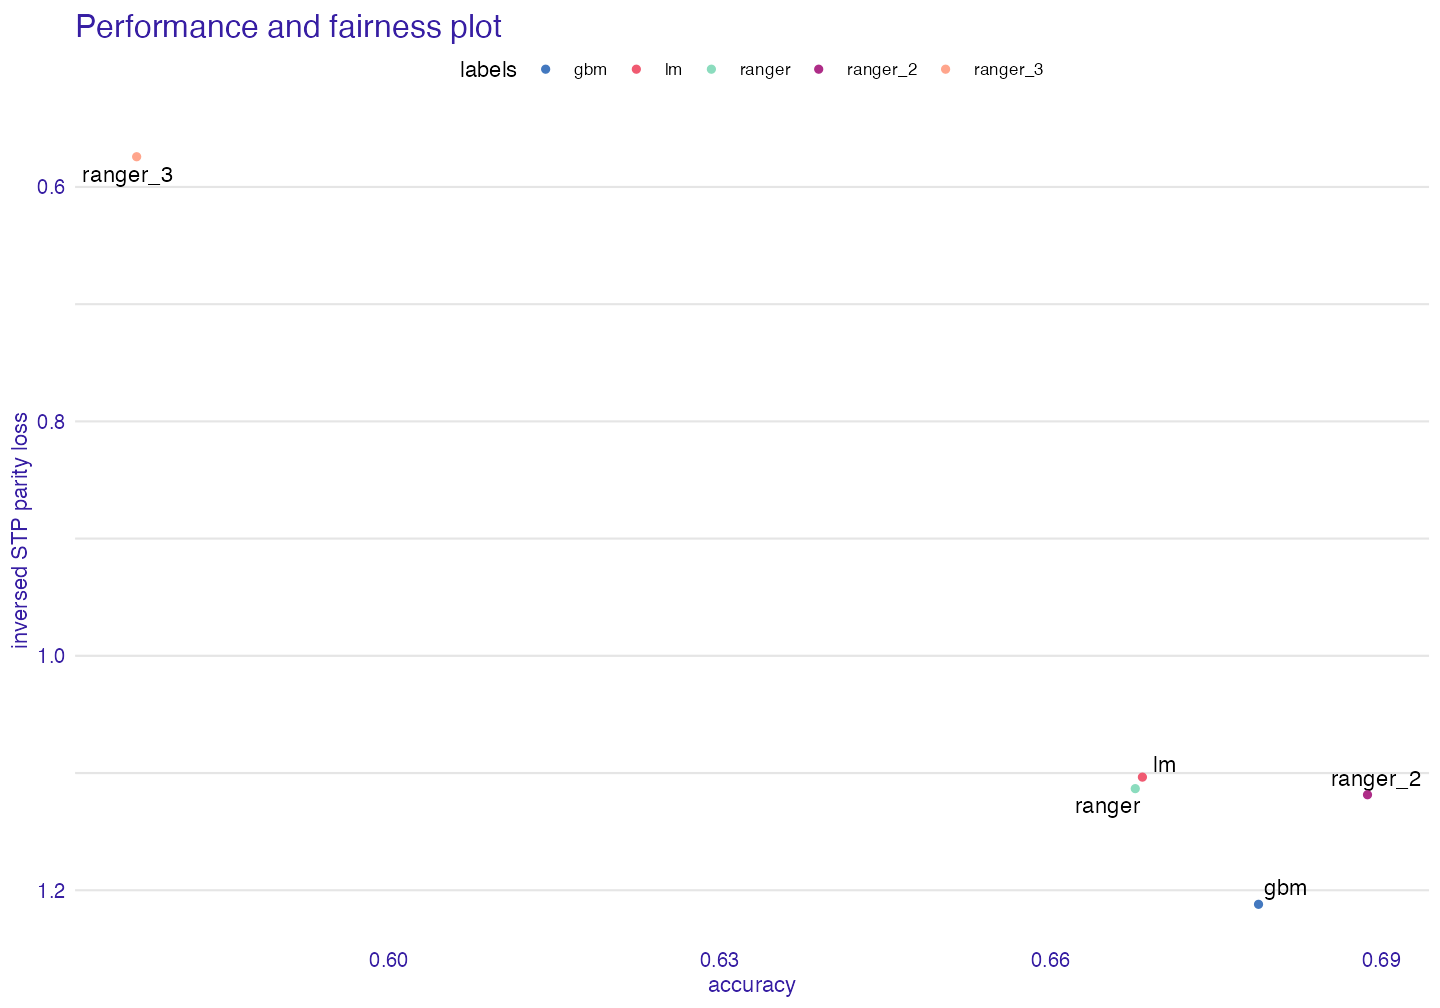 Performance and fairness plot
labels gbm lm ranger ranger_2 ranger_3
ranger_3
0.6
0.8
inversed STP parity loss
1.0
lm
ranger_2
ranger
1.2
gbm
0.60 0.63 0.66 0.69
accuracy